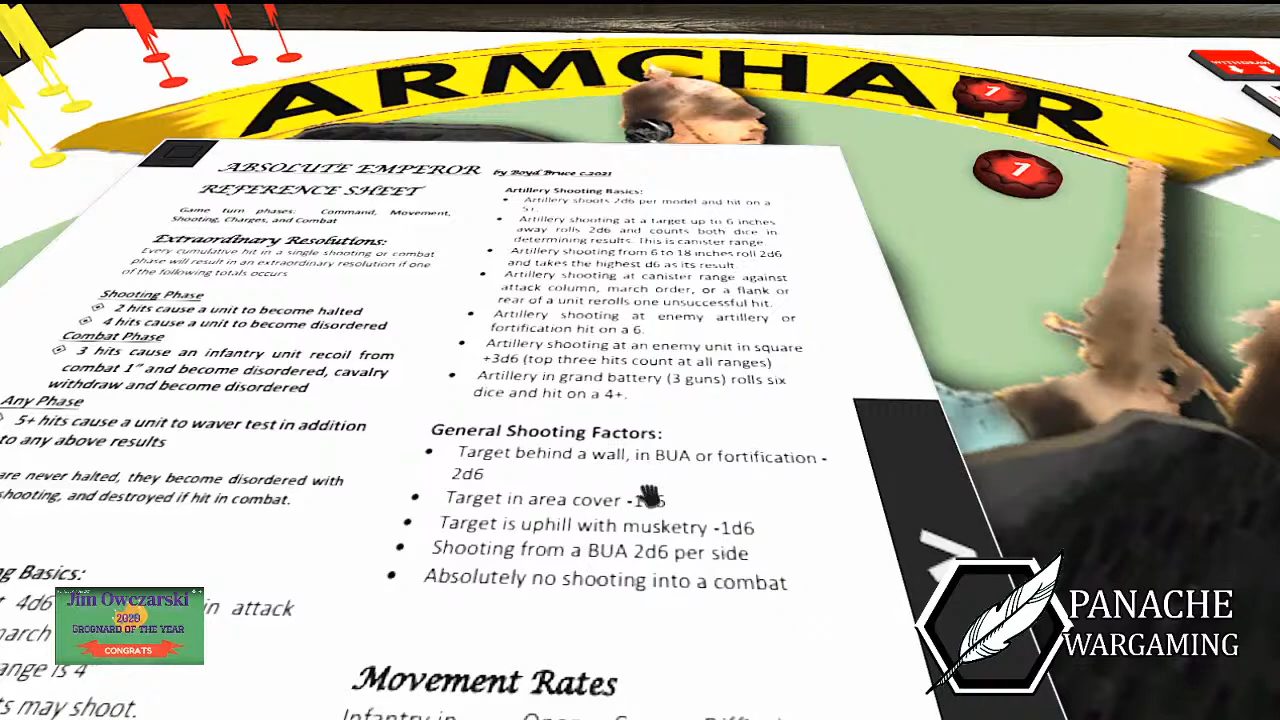 ARMCHAIR
1
1
WITHDRAW
ABSOLUTE EMPEROR
REFERENCE SHEET
by Boyd Bruce c.2021
Game turn phases: Command, Movement,
Shooting, Charges, and Combat
Extraordinary Resolutions:
Every cumulative hit in a single shooting or combat
phase will result in an extraordinary resolution if one
of the following totals occurs
Shooting Phase
2 hits cause a unit to become halted
4 hits cause a unit to become disordered
Combat Phase
3 hits cause an infantry unit recoil from
combat 1” and become disordered, cavalry
withdraw and become disordered
Any Phase
5+ hits cause a unit to waver test in addition
to any above results
are never halted, they become disordered with
shooting, and destroyed if hit in combat.
g Basics:
4d6 in attack
march
ange is 4
ts may shoot.
Artillery Shooting Basics:
• Artillery shoots 2d6 per model and hit on a
5+.
• Artillery shooting at a target up to 6 inches
away rolls 2d6 and counts both dice in
determining results. This is canister range.
• Artillery shooting from 6 to 18 inches roll 2d6
and takes the highest d6 as its result.
• Artillery shooting at canister range against
attack column, march order, or a flank or
rear of a unit rerolls one unsuccessful hit.
• Artillery shooting at enemy artillery or
fortification hit on a 6.
• Artillery shooting at an enemy unit in square
+3d6 (top three hits count at all ranges)
• Artillery in grand battery (3 guns) rolls six
dice and hit on a 4+.
General Shooting Factors:
• Target behind a wall, in BUA or fortification -
2d6
• Target in area cover
• Target is uphill with musketry -1d6
• Shooting from a BUA 2d6 per side
• Absolutely no shooting into a combat
Movement Rates
Infantry in
Jim Owczarski
2020
GROGNARD OF THE YEAR
CONGRATS
PANACHE
WARGAMING